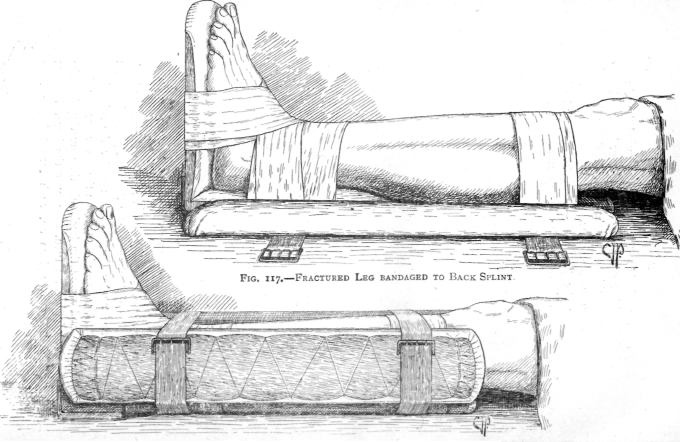 Fig. 117.—Fractured Leg bandaged to Back Splint.